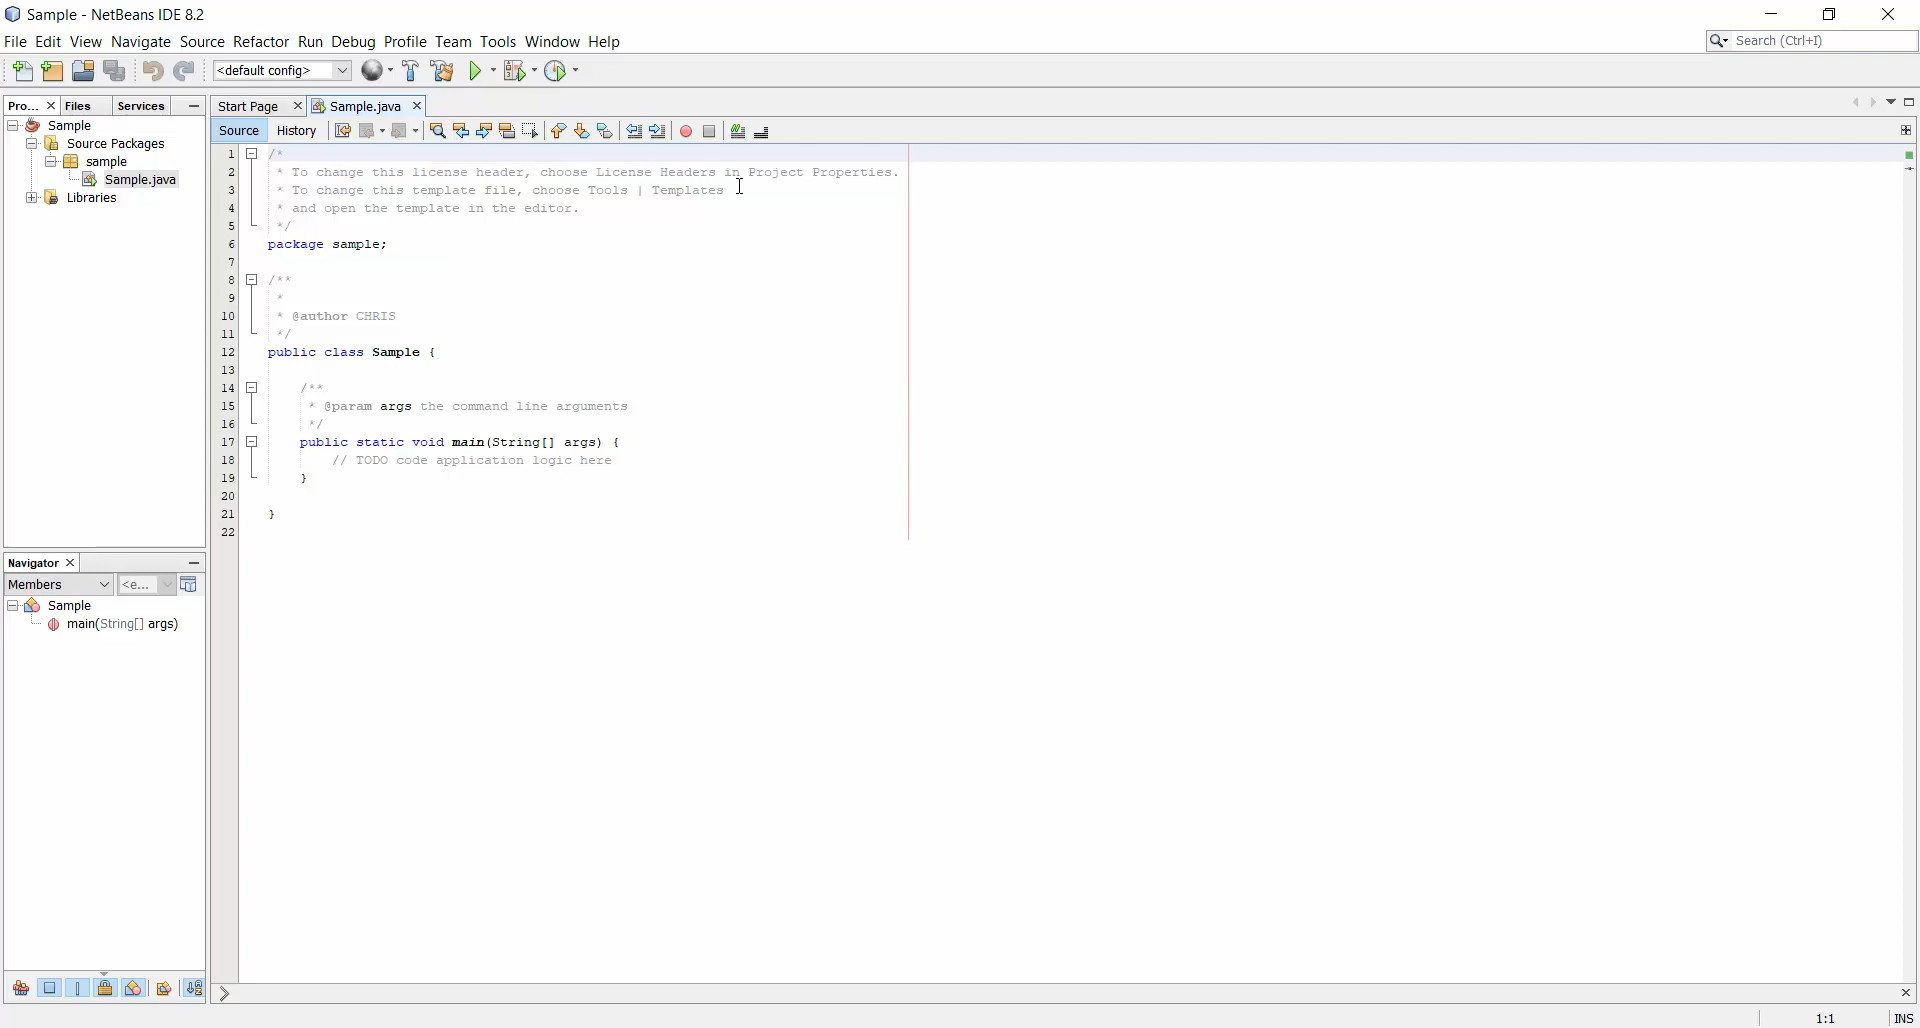 Sample - NetBeans IDE 8.2
File Edit View Navigate Source Refactor Run Debug Profile Team Tools Window Help
Search (Ctrl+I)
<default config>
Pro... Files Services
Start Page Sample.java
Sample
Source Packages
sample
Sample.java
Libraries
Source History
1 /*
2 * To change this license header, choose License Headers in Project Properties.
3 * To change this template file, choose Tools | Templates
4 * and open the template in the editor.
5 */
6 package sample;
7
8 /**
9 *
10 * @author CHRIS
11 */
12 public class Sample {
13
14 /**
15 * @param args the command line arguments
16 */
17 public static void main(String[] args) {
18 // TODO code application logic here
19 }
20
21 }
22
Navigator
Members <e...
Sample
main(String[] args)
1:1 INS